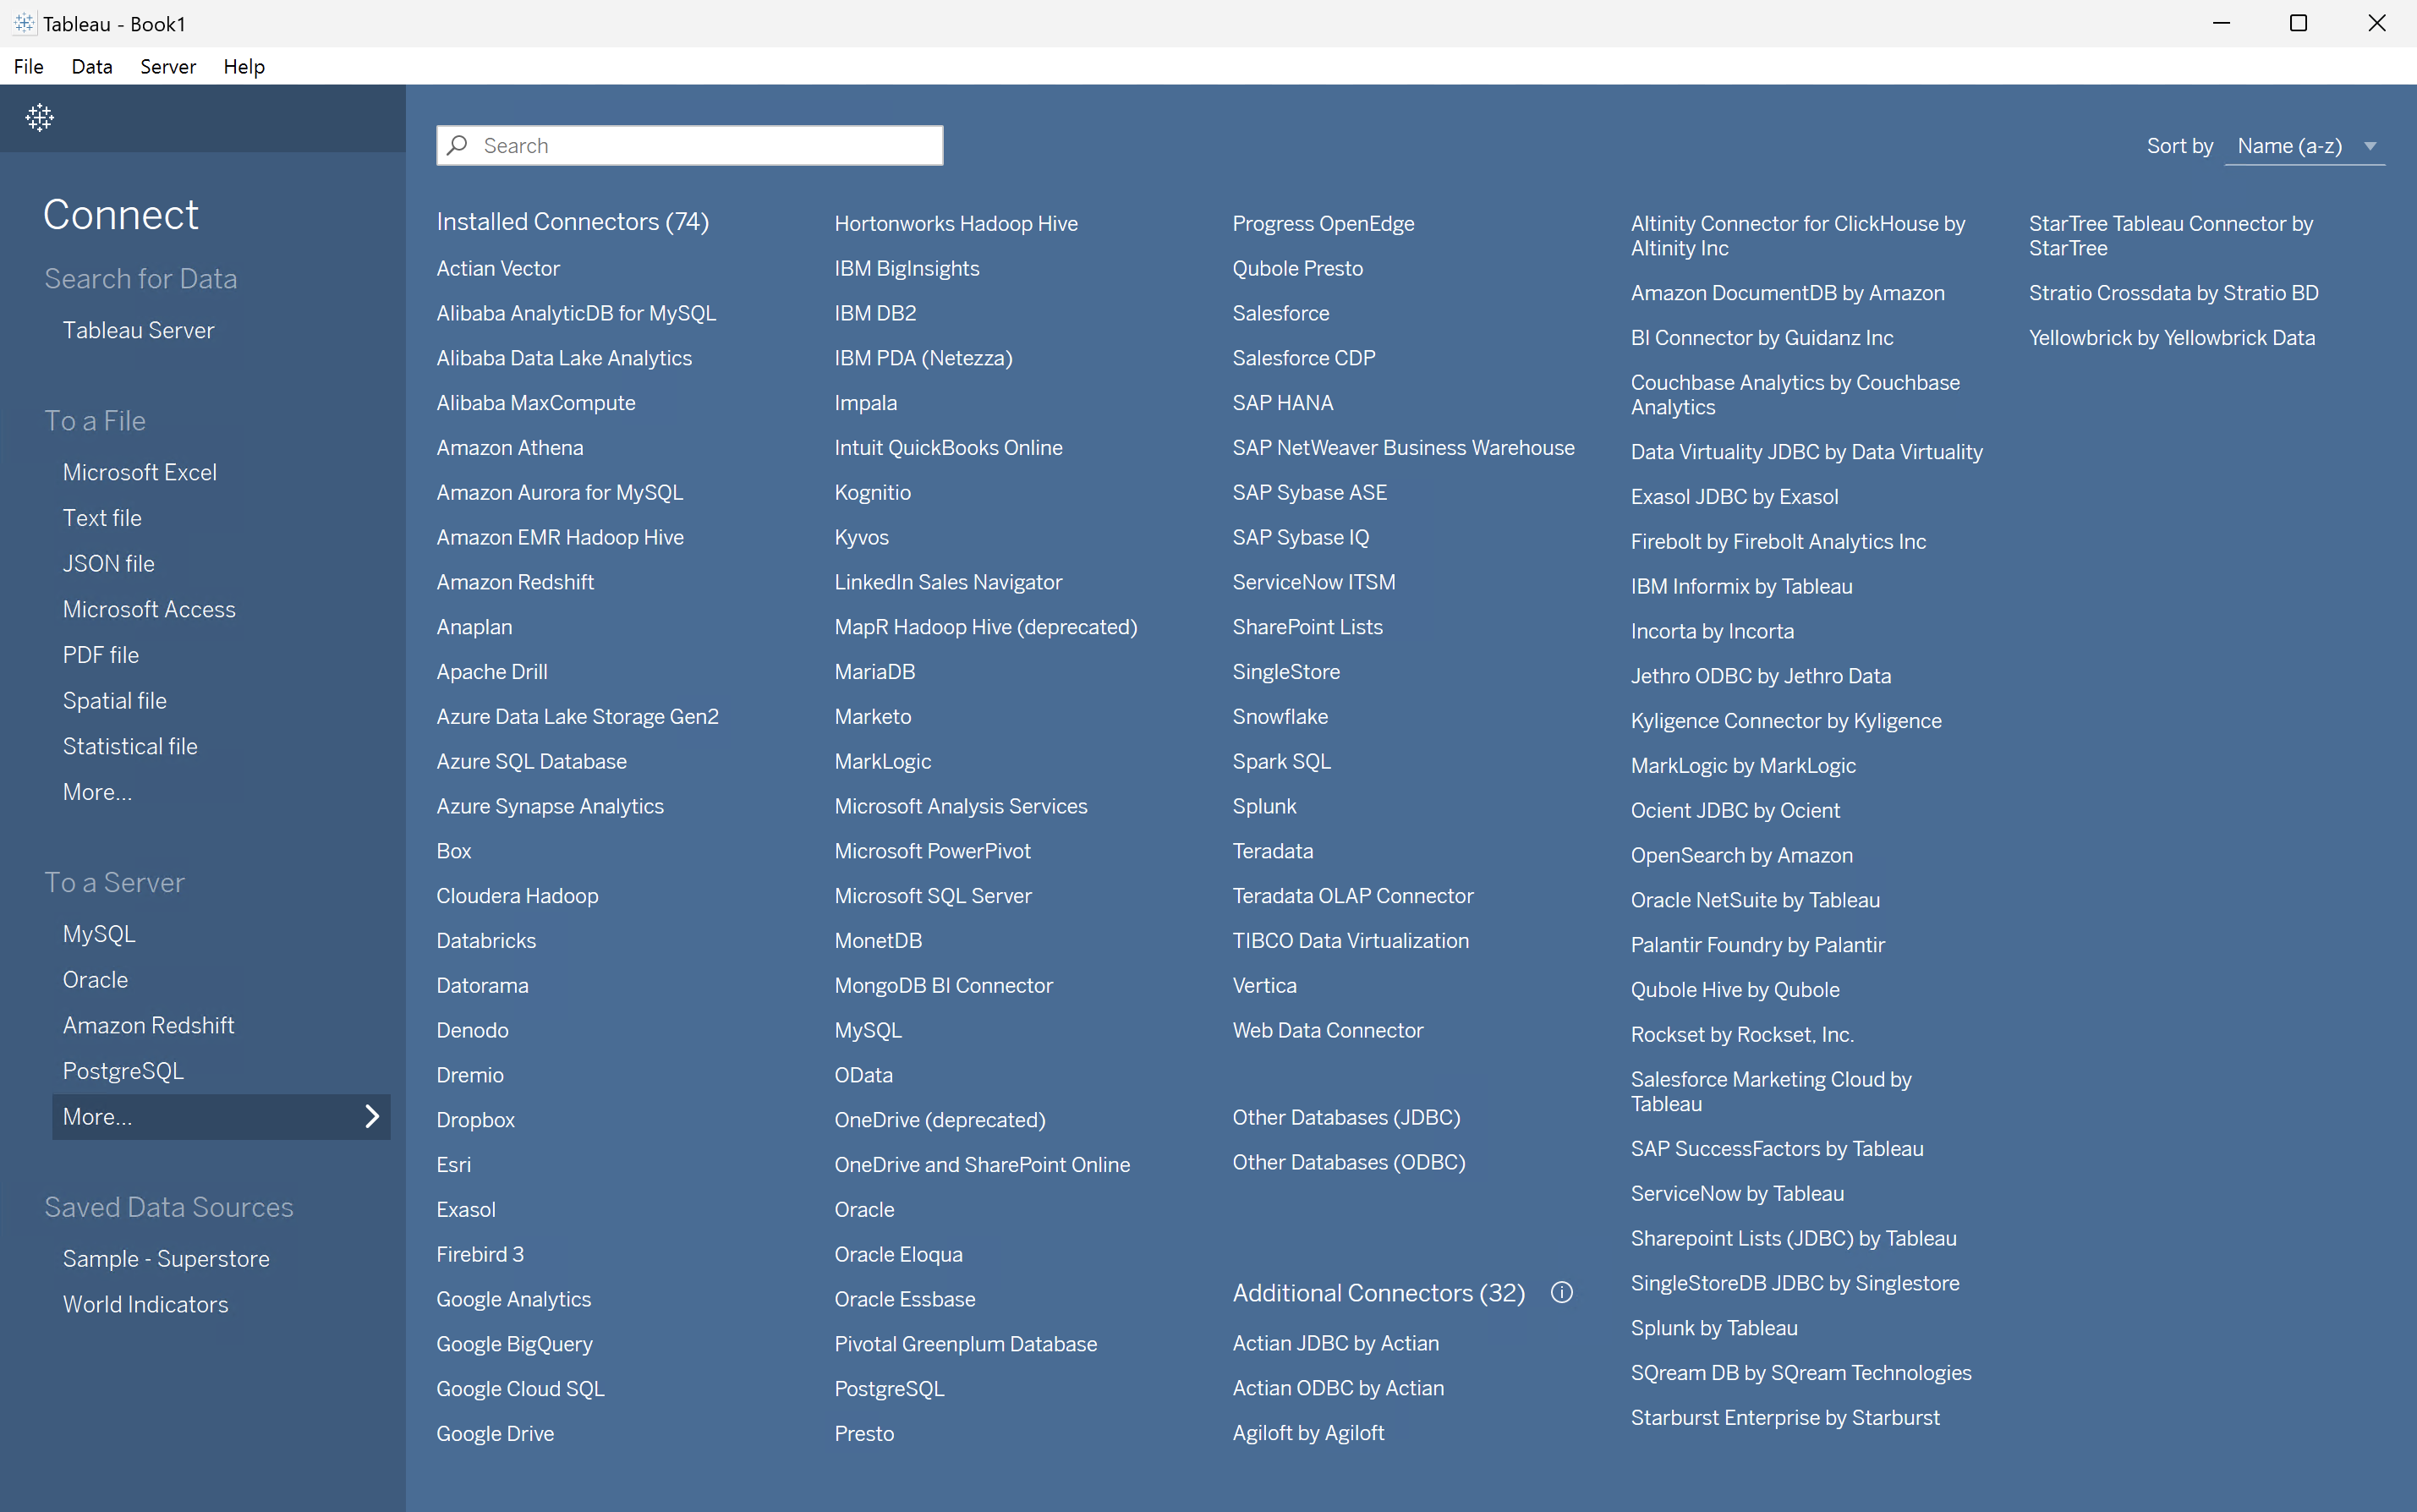 Tableau - Book1
File Data Server Help
Connect
Search for Data
Tableau Server
To a File
Microsoft Excel
Text file
JSON file
Microsoft Access
PDF file
Spatial file
Statistical file
More...
To a Server
MySQL
Oracle
Amazon Redshift
PostgreSQL
More...
Saved Data Sources
Sample - Superstore
World Indicators
Search
Sort by Name (a-z)
Installed Connectors (74)
Actian Vector
Alibaba AnalyticDB for MySQL
Alibaba Data Lake Analytics
Alibaba MaxCompute
Amazon Athena
Amazon Aurora for MySQL
Amazon EMR Hadoop Hive
Amazon Redshift
Anaplan
Apache Drill
Azure Data Lake Storage Gen2
Azure SQL Database
Azure Synapse Analytics
Box
Cloudera Hadoop
Databricks
Datorama
Denodo
Dremio
Dropbox
Esri
Exasol
Firebird 3
Google Analytics
Google BigQuery
Google Cloud SQL
Google Drive
Hortonworks Hadoop Hive
IBM BigInsights
IBM DB2
IBM PDA (Netezza)
Impala
Intuit QuickBooks Online
Kognitio
Kyvos
LinkedIn Sales Navigator
MapR Hadoop Hive (deprecated)
MariaDB
Marketo
MarkLogic
Microsoft Analysis Services
Microsoft PowerPivot
Microsoft SQL Server
MonetDB
MongoDB BI Connector
MySQL
OData
OneDrive (deprecated)
OneDrive and SharePoint Online
Oracle
Oracle Eloqua
Oracle Essbase
Pivotal Greenplum Database
PostgreSQL
Presto
Progress OpenEdge
Qubole Presto
Salesforce
Salesforce CDP
SAP HANA
SAP NetWeaver Business Warehouse
SAP Sybase ASE
SAP Sybase IQ
ServiceNow ITSM
SharePoint Lists
SingleStore
Snowflake
Spark SQL
Splunk
Teradata
Teradata OLAP Connector
TIBCO Data Virtualization
Vertica
Web Data Connector
Other Databases (JDBC)
Other Databases (ODBC)
Additional Connectors (32)
Actian JDBC by Actian
Actian ODBC by Actian
Agiloft by Agiloft
Altinity Connector for ClickHouse by
Altinity Inc
Amazon DocumentDB by Amazon
BI Connector by Guidanz Inc
Couchbase Analytics by Couchbase
Analytics
Data Virtuality JDBC by Data Virtuality
Exasol JDBC by Exasol
Firebolt by Firebolt Analytics Inc
IBM Informix by Tableau
Incorta by Incorta
Jethro ODBC by Jethro Data
Kyligence Connector by Kyligence
MarkLogic by MarkLogic
Ocient JDBC by Ocient
OpenSearch by Amazon
Oracle NetSuite by Tableau
Palantir Foundry by Palantir
Qubole Hive by Qubole
Rockset by Rockset, Inc.
Salesforce Marketing Cloud by
Tableau
SAP SuccessFactors by Tableau
ServiceNow by Tableau
Sharepoint Lists (JDBC) by Tableau
SingleStoreDB JDBC by Singlestore
Splunk by Tableau
SQream DB by SQream Technologies
Starburst Enterprise by Starburst
StarTree Tableau Connector by
StarTree
Stratio Crossdata by Stratio BD
Yellowbrick by Yellowbrick Data